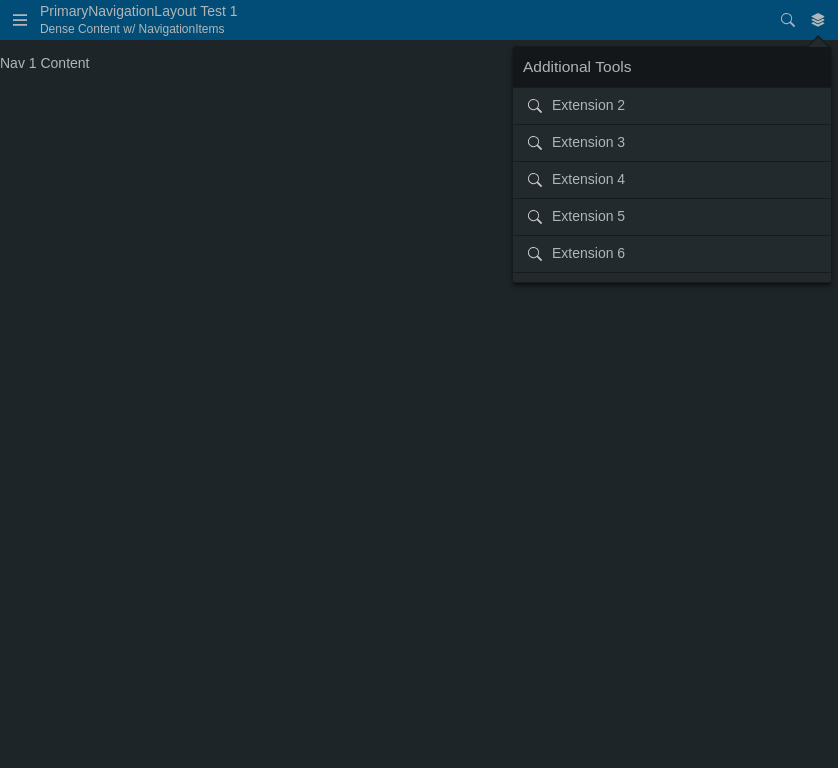 PrimaryNavigationLayout Test 1
Dense Content w/ NavigationItems
Nav 1 Content
Additional Tools
Extension 2
Extension 3
Extension 4
Extension 5
Extension 6